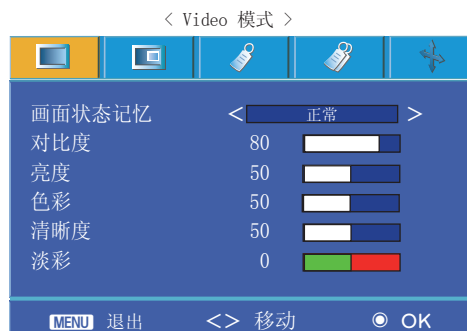 < Video 模式 >
画面状态记忆 < 正常 >
对比度 80
亮度 50
色彩 50
清晰度 50
淡彩 0
MENU 退出 <> 移动 ◉ OK